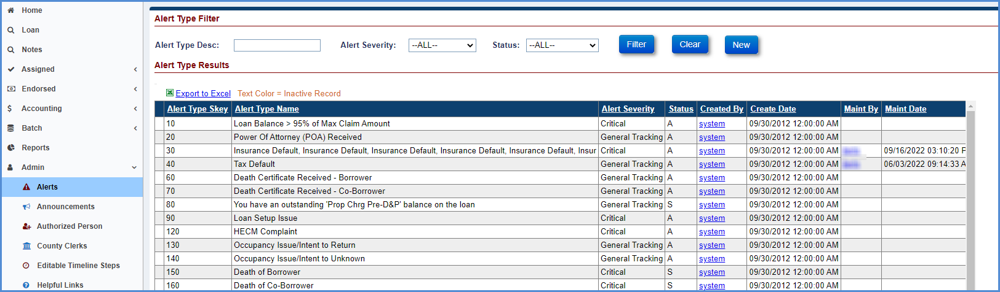 Home
Loan
Notes
Assigned
Endorsed
Accounting
Batch
Reports
Admin
Alerts
Announcements
Authorized Person
County Clerks
Editable Timeline Steps
Helpful Links
Alert Type Filter
Alert Type Desc: Alert Severity: --ALL-- Status: --ALL-- Filter Clear New
Alert Type Results
Export to Excel Text Color = Inactive Record
Alert Type Skey Alert Type Name Alert Severity Status Created By Create Date Maint By Maint Date
10 Loan Balance > 95% of Max Claim Amount Critical A system 09/30/2012 12:00:00 AM
20 Power Of Attorney (POA) Received General Tracking A system 09/30/2012 12:00:00 AM
30 Insurance Default, Insurance Default, Insurance Default, Insurance Default, Insurance Default, Insur Critical A system 09/30/2012 12:00:00 AM 09/16/2022 03:10:20 P
40 Tax Default General Tracking A system 09/30/2012 12:00:00 AM 06/03/2022 09:14:33 A
60 Death Certificate Received - Borrower General Tracking A system 09/30/2012 12:00:00 AM
70 Death Certificate Received - Co-Borrower General Tracking A system 09/30/2012 12:00:00 AM
80 You have an outstanding 'Prop Chrg Pre-D&P' balance on the loan General Tracking S system 09/30/2012 12:00:00 AM
90 Loan Setup Issue Critical A system 09/30/2012 12:00:00 AM
120 HECM Complaint Critical A system 09/30/2012 12:00:00 AM
130 Occupancy Issue/Intent to Return General Tracking A system 09/30/2012 12:00:00 AM
140 Occupancy Issue/Intent to Unknown General Tracking A system 09/30/2012 12:00:00 AM
150 Death of Borrower Critical S system 09/30/2012 12:00:00 AM
160 Death of Co-Borrower Critical S system 09/30/2012 12:00:00 AM